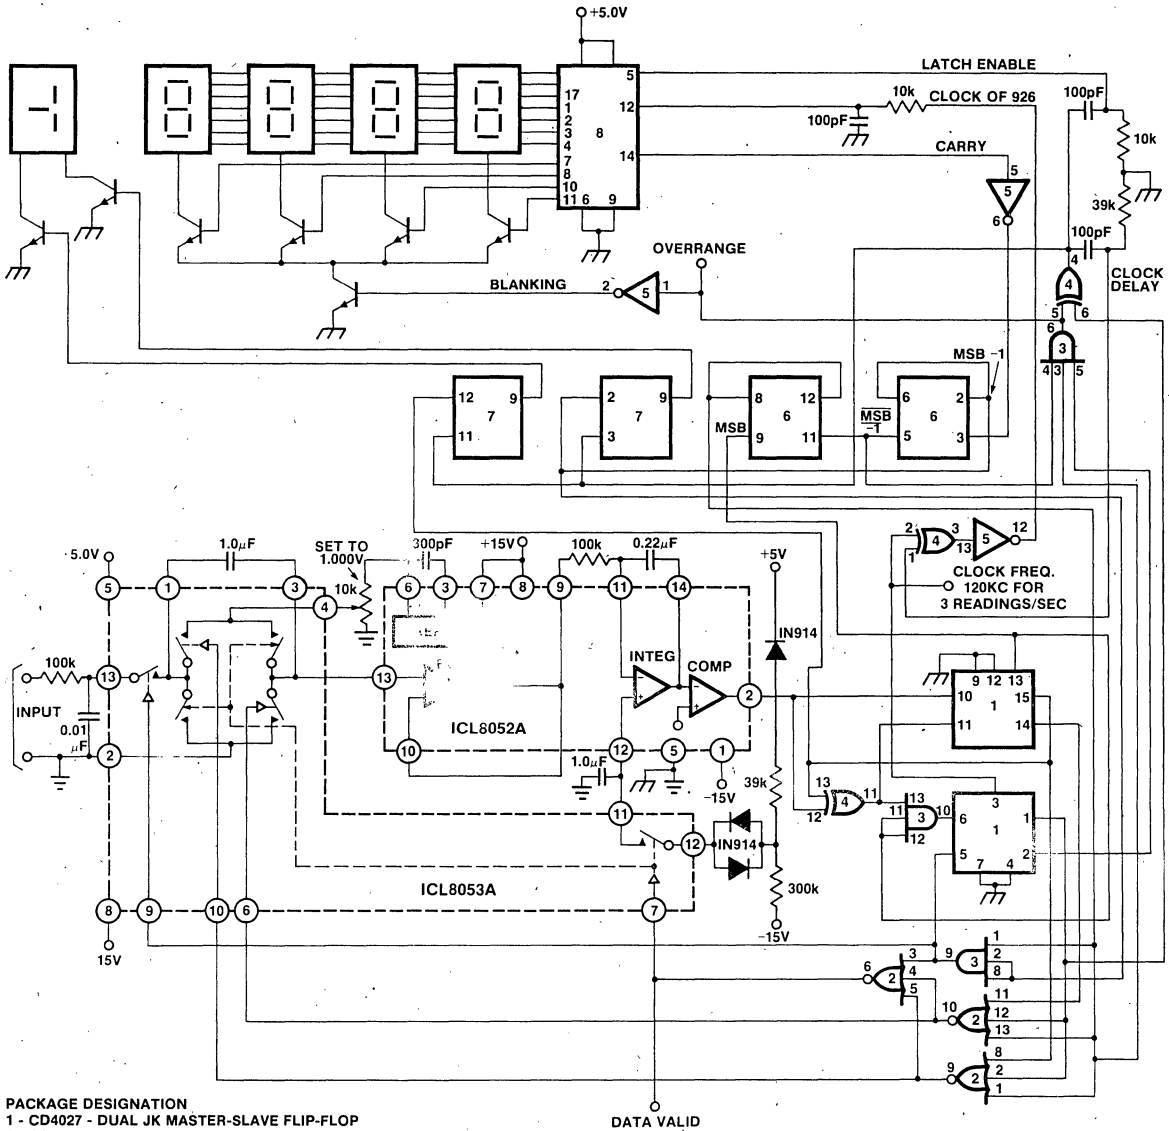 +5.0V
5
LATCH ENABLE
17
12
10k
CLOCK OF 926
100pF
1
2
8
100pF
10k
3
4
14
CARRY
7
8
10
11
6
9
5
5
6
39k
100pF
OVERRANGE
4
CLOCK
DELAY
BLANKING
2
5
1
4
5
6
6
3
4
3
5
MSB -1
12
9
7
11
2
9
7
3
8
12
6
MSB
9
11
MSB
-1
6
2
6
5
3
5.0V
1.0µF
SET TO
1.000V
10k
300pF
+15V
100k
0.22µF
+5V
2
1
4
3
13
5
12
CLOCK FREQ.
120KC FOR
3 READINGS/SEC
5
1
3
4
6
3
7
8
9
11
14
IN914
100k
13
INPUT
0.01
µF
2
13
INTEG
COMP
2
ICL8052A
10
12
5
1
1.0µF
-15V
39k
9
12
13
10
1
15
11
14
13
4
11
12
13
11
3
10
12
3
6
1
1
5
2
7
4
11
12
IN914
300k
ICL8053A
-15V
8
9
10
6
7
15V
6
2
3
4
5
9
3
1
2
8
10
2
11
12
13
9
2
8
2
1
PACKAGE DESIGNATION
1 - CD4027 - DUAL JK MASTER-SLAVE FLIP-FLOP
DATA VALID